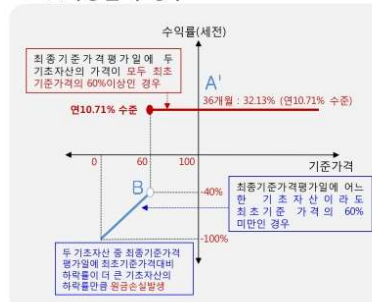 수익률(세전)
최종기준가격평가일에 두
기초자산의 가격이 모두 최초
기준가격의 60%이상인 경우
A'
연10.71% 수준
36개월 : 32.13% (연10.71% 수준)
0
60
100
기준가격
B
-40%
-100%
최종기준가격평가일에 어느
한 기초자산이라도
최초기준 가격의 60%
미만인 경우
두 기초자산 중 최종기준가격
평가일에 최초기준가격대비
하락률이 더 큰 기초자산의
하락률만큼 원금손실발생